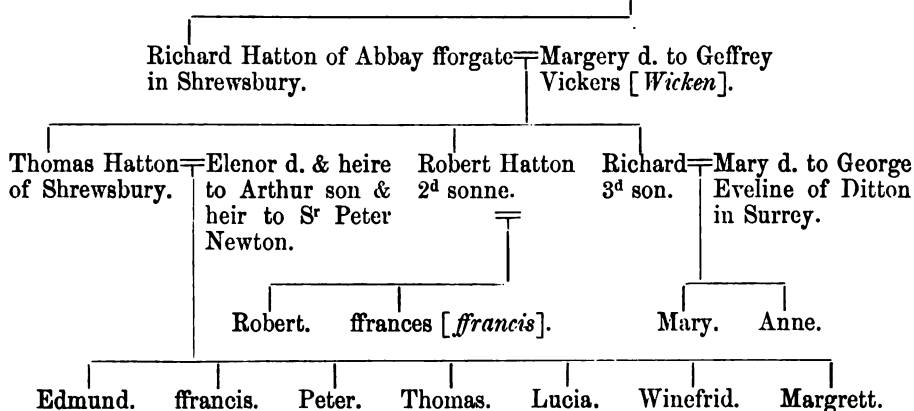 Richard Hatton of Abbay fforgate
in Shrewsbury.
Margery d. to Geffrey
Vickers [Wicken].
Thomas Hatton
of Shrewsbury.
Elenor d. & heire
to Arthur son &
heir to Sr Peter
Newton.
Robert Hatton
2d sonne.
Richard
3d son.
Mary d. to George
Eveline of Ditton
in Surrey.
Robert. ffrances [ffrancis].
Mary. Anne.
Edmund. ffrancis. Peter. Thomas. Lucia. Winefrid. Margrett.